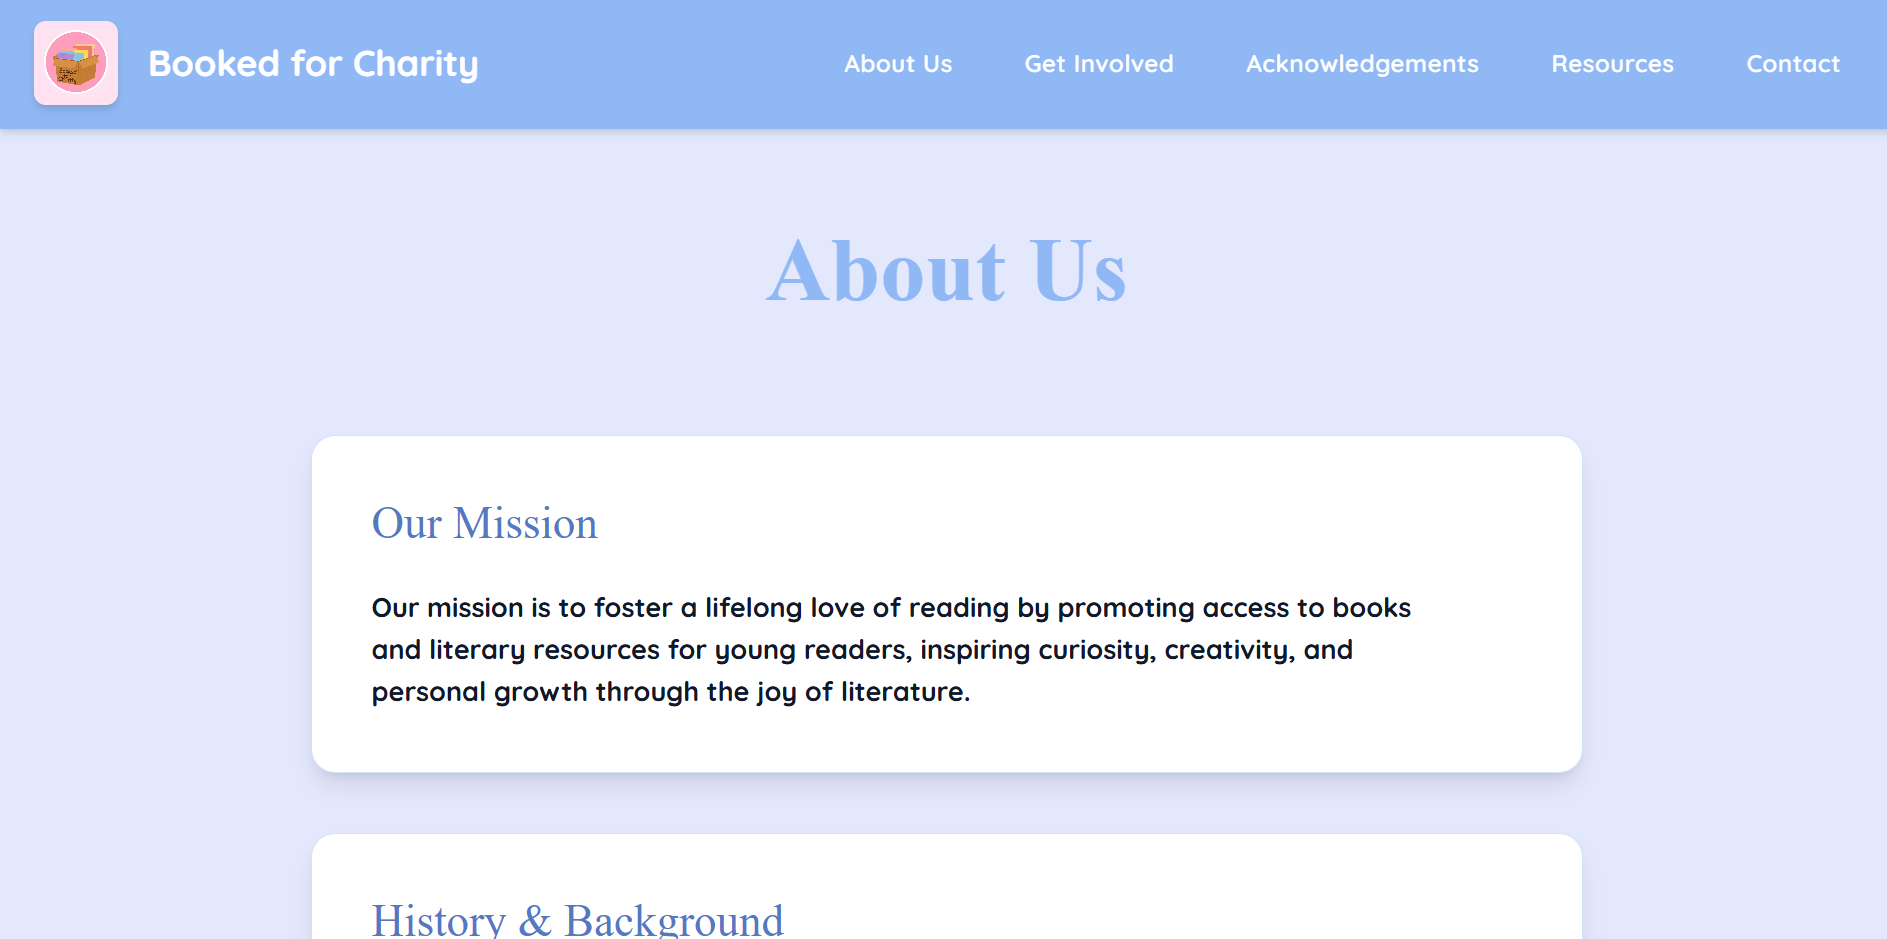 Booked for Charity
About Us
Get Involved
Acknowledgements
Resources
Contact
About Us
Our Mission
Our mission is to foster a lifelong love of reading by promoting access to books
and literary resources for young readers, inspiring curiosity, creativity, and
personal growth through the joy of literature.
History & Background